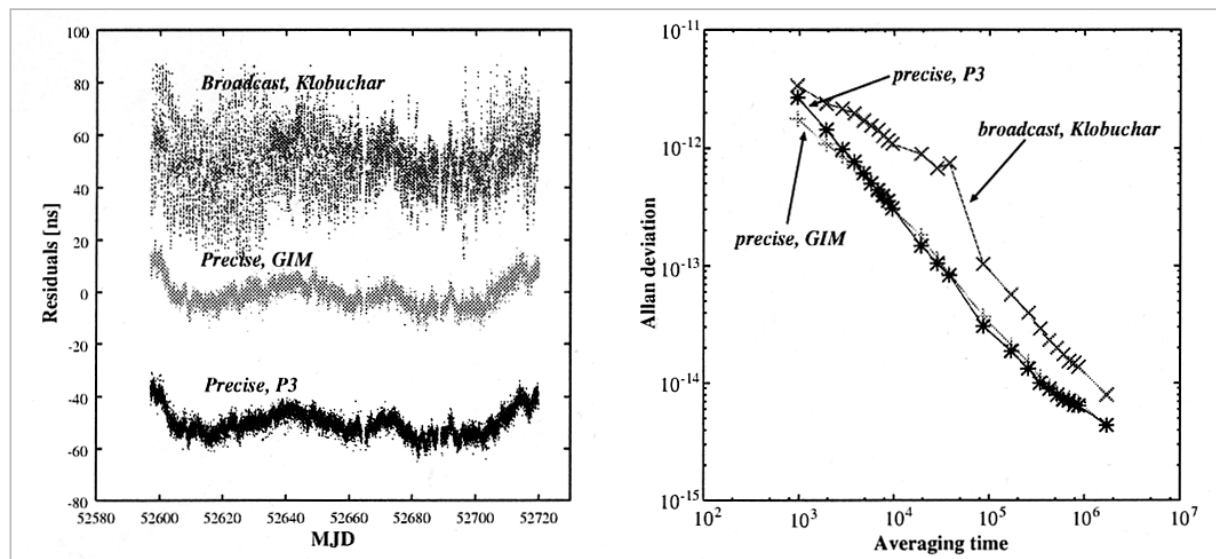 100
80
60
40
20
0
-20
-40
-60
-80
Residuals [ns]
Broadcast, Klobuchar
Precise, GIM
Precise, P3
52580 52600 52620 52640 52660 52680 52700 52720
MJD
10-11
10-12
10-13
10-14
10-15
Allan deviation
precise, P3
broadcast, Klobuchar
precise, GIM
102 103 104 105 106 107
Averaging time